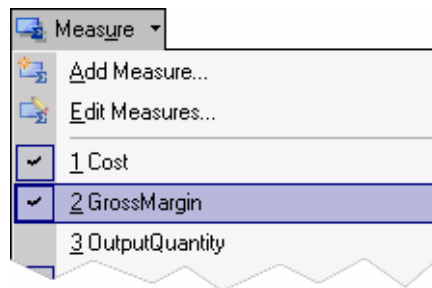 Measure
Add Measure...
Edit Measures...
1 Cost
2 GrossMargin
3 OutputQuantity